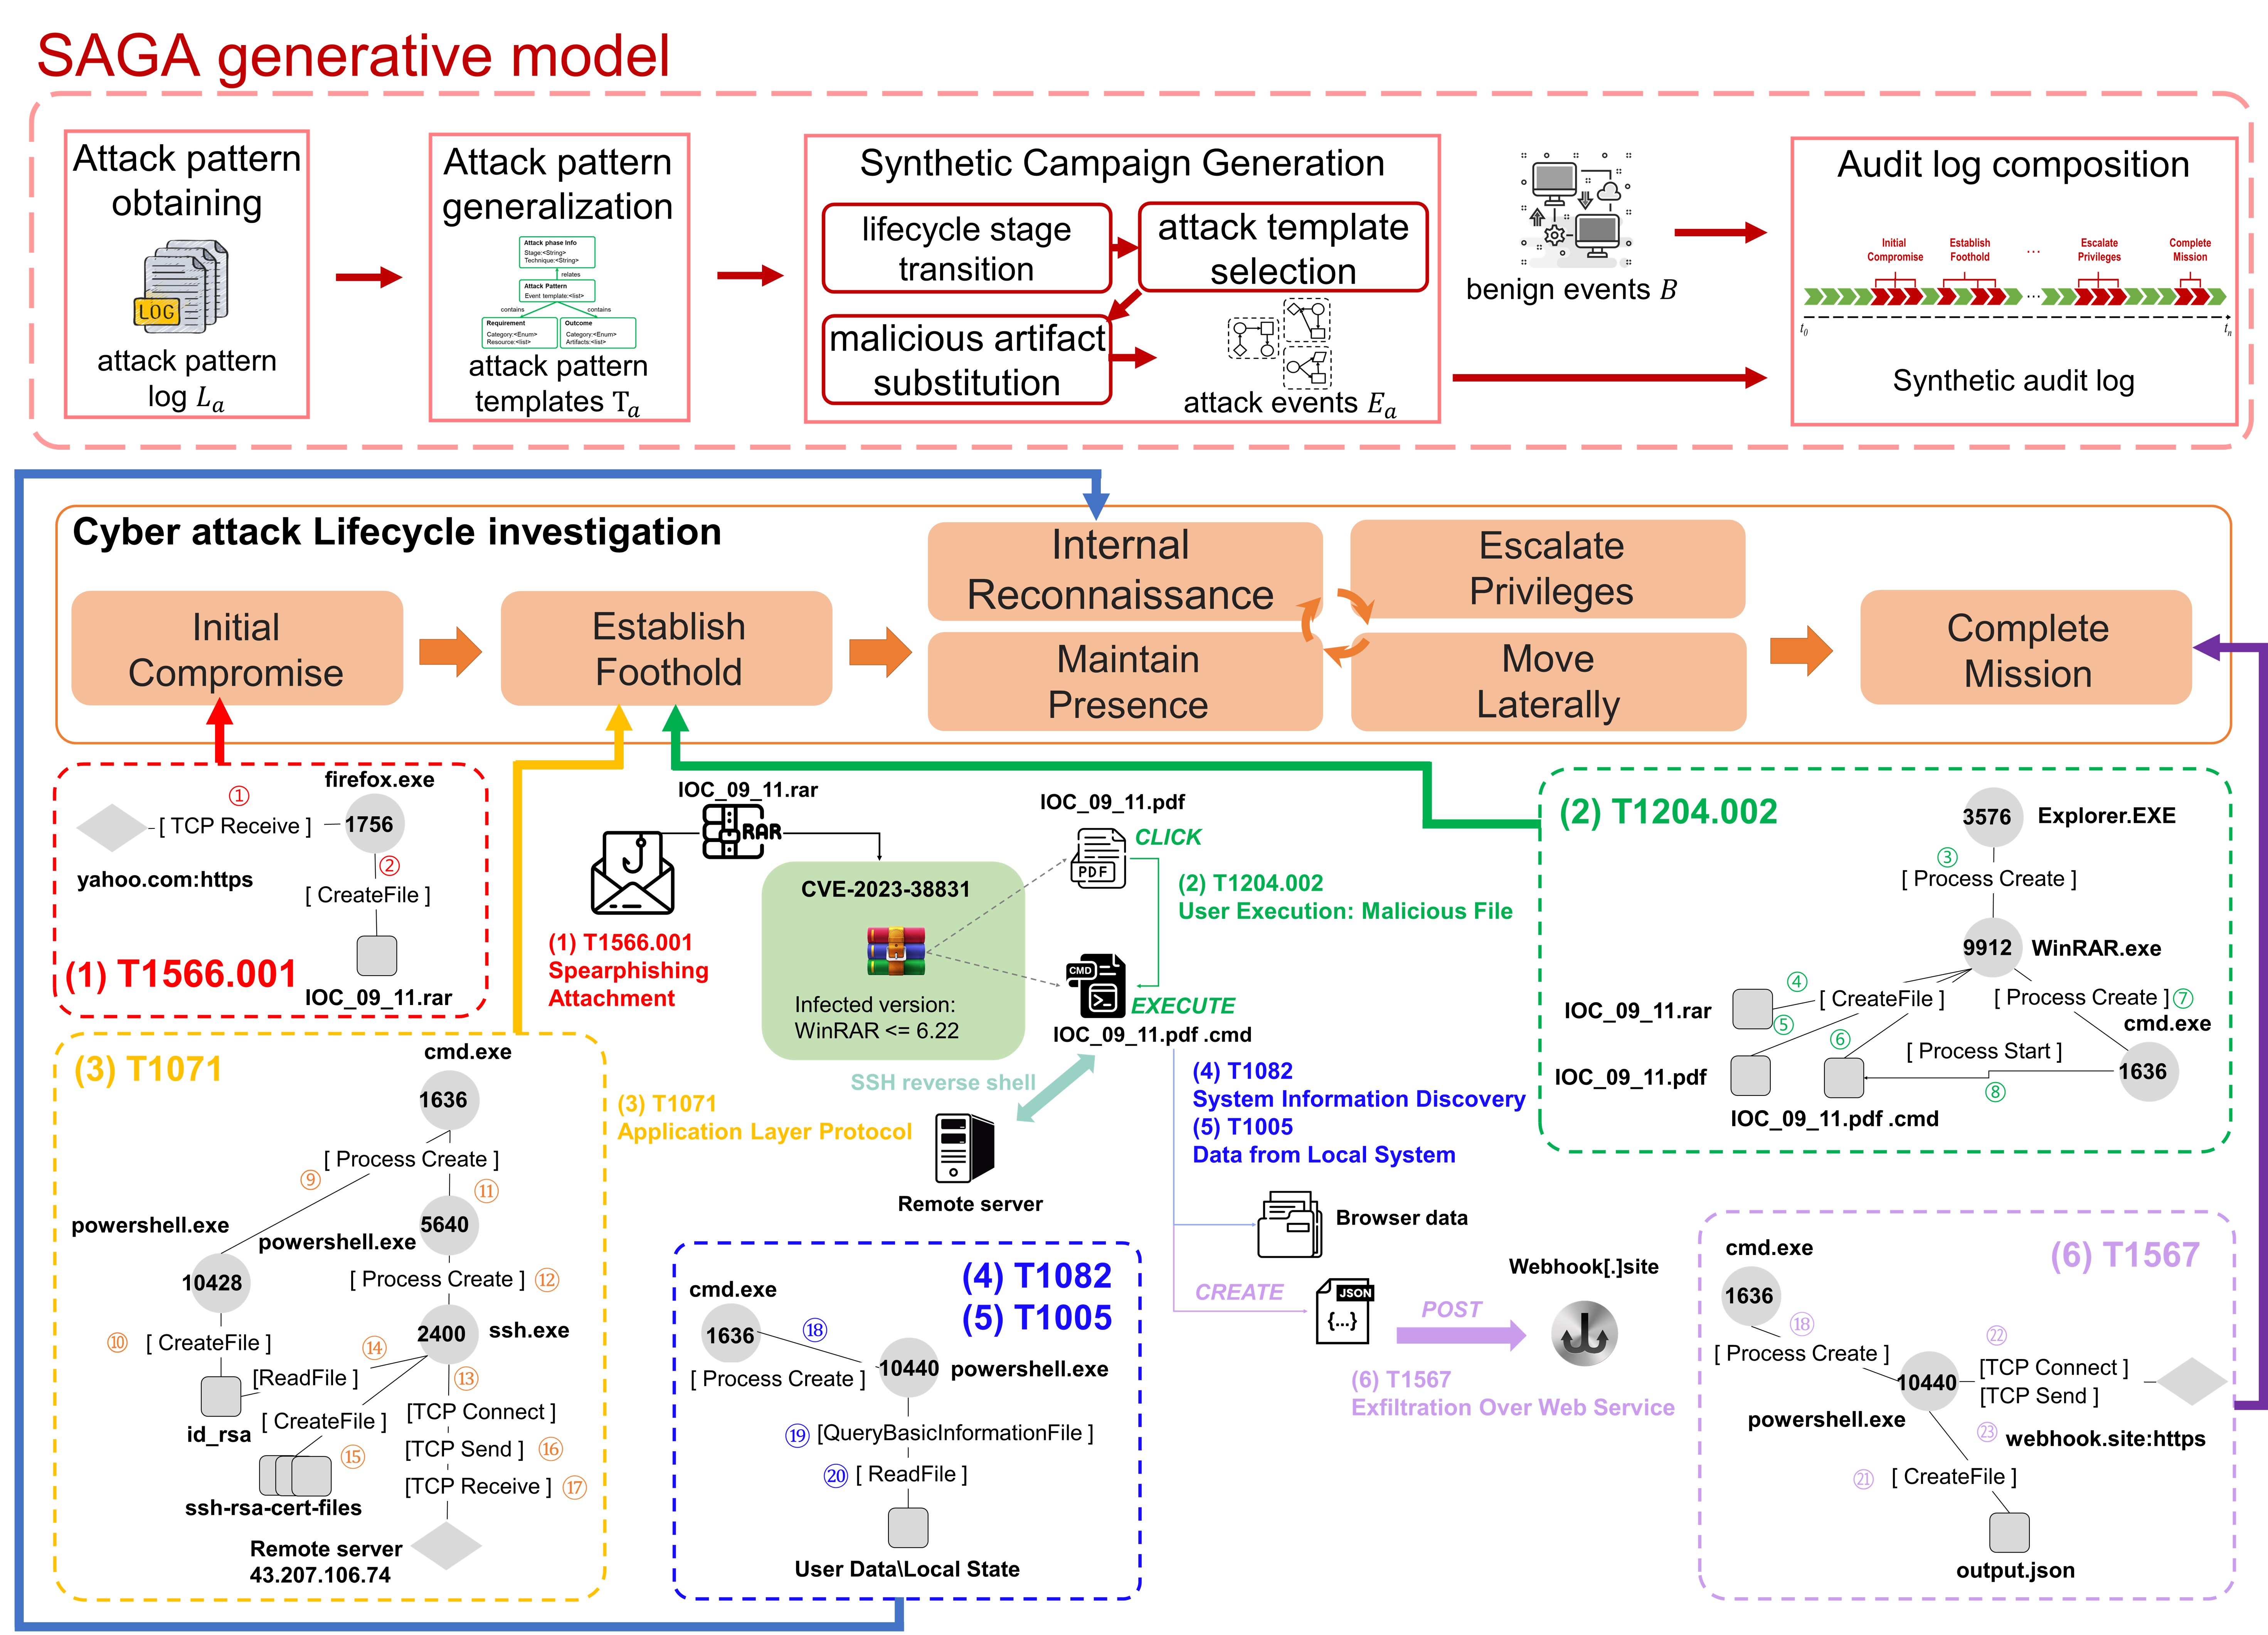 SAGA generative model
Attack pattern
obtaining
LOG
attack pattern
log Lₐ
Attack pattern
generalization
Attack phase Info
Stage:<String>
Technique:<String>
relates
Attack Pattern
Event template:<list>
contains
contains
Requirement
Category:<Enum>
Resource:<list>
Outcome
Category:<Enum>
Artifacts:<list>
attack pattern
templates Tₐ
Synthetic Campaign Generation
lifecycle stage
transition
attack template
selection
malicious artifact
substitution
attack events Eₐ
benign events B
Audit log composition
Initial
Compromise
Establish
Foothold
...
Escalate
Privileges
Complete
Mission
...
t₀
tₙ
Synthetic audit log
Cyber attack Lifecycle investigation
Initial
Compromise
Establish
Foothold
Internal
Reconnaissance
Escalate
Privileges
Maintain
Presence
Move
Laterally
Complete
Mission
firefox.exe
①
[ TCP Receive ]
1756
yahoo.com:https
②
[ CreateFile ]
(1) T1566.001
IOC_09_11.rar
IOC_09_11.rar
RAR
(1) T1566.001
Spearphishing
Attachment
CVE-2023-38831
Infected version:
WinRAR <= 6.22
IOC_09_11.pdf
PDF
CLICK
(2) T1204.002
User Execution: Malicious File
CMD
EXECUTE
IOC_09_11.pdf .cmd
SSH reverse shell
(3) T1071
Application Layer Protocol
Remote server
(4) T1082
System Information Discovery
(5) T1005
Data from Local System
Browser data
CREATE
JSON
{...}
POST
Webhook[.]site
(6) T1567
Exfiltration Over Web Service
(2) T1204.002
3576
Explorer.EXE
③
[ Process Create ]
9912
WinRAR.exe
④
[ CreateFile ]
[ Process Create ]
⑦
IOC_09_11.rar
⑤
cmd.exe
⑥
[ Process Start ]
IOC_09_11.pdf
1636
⑧
IOC_09_11.pdf .cmd
(3) T1071
cmd.exe
1636
[ Process Create ]
⑨
⑪
powershell.exe
5640
powershell.exe
10428
[ Process Create ]
⑫
2400
ssh.exe
⑩
[ CreateFile ]
⑭
[ReadFile ]
⑬
id_rsa
[ CreateFile ]
[TCP Connect ]
⑮
[TCP Send ]
⑯
[TCP Receive ]
⑰
ssh-rsa-cert-files
Remote server
43.207.106.74
(4) T1082
(5) T1005
cmd.exe
1636
⑱
[ Process Create ]
10440
powershell.exe
⑲
[QueryBasicInformationFile ]
⑳
[ ReadFile ]
User Data\Local State
(6) T1567
cmd.exe
1636
⑱
[ Process Create ]
10440
powershell.exe
㉒
[TCP Connect ]
[TCP Send ]
㉓
webhook.site:https
㉑
[ CreateFile ]
output.json